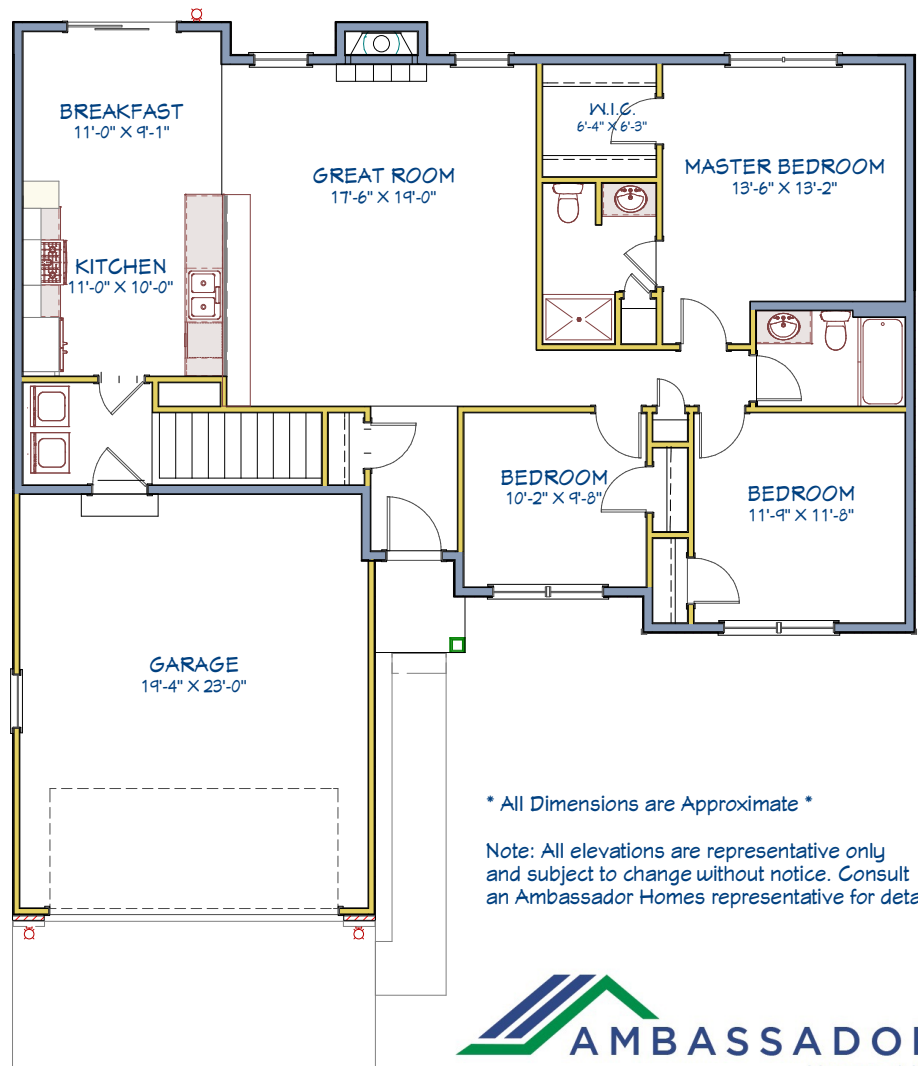 BREAKFAST
11'-0" X 9'-1"
W.I.C.
6'-4" X 6'-3"
GREAT ROOM
17'-6" X 19'-0"
MASTER BEDROOM
13'-6" X 13'-2"
KITCHEN
11'-0" X 10'-0"
BEDROOM
10'-2" X 9'-8"
BEDROOM
11'-9" X 11'-8"
GARAGE
19'-4" X 23'-0"
* All Dimensions are Approximate *
Note: All elevations are representative only
and subject to change without notice. Consult
an Ambassador Homes representative for deta
AMBASSADO